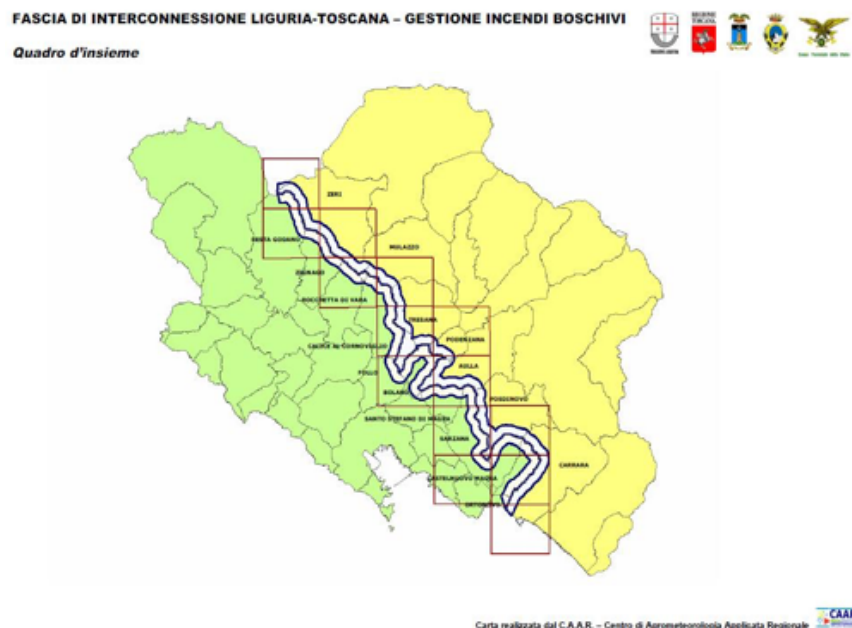 FASCIA DI INTERCONNESSIONE LIGURIA-TOSCANA – GESTIONE INCENDI BOSCHIVI
Quadro d'insieme
ZERI
SESTA GODANO
MULAZZO
ZIGNAGO
ROCCHETTA DI VARA
TRESANA
PODENZANA
CALICE AL CORNOVIGLIO
AULLA
FOLLO
BOLANO
FOSDINOVO
SANTO STEFANO DI MAGRA
SARZANA
CARRARA
CASTELNUOVO MAGRA
ORTONOVO
Carta realizzata dal C.A.A.R. – Centro di Agrometeorologia Applicata Regionale
CAAR